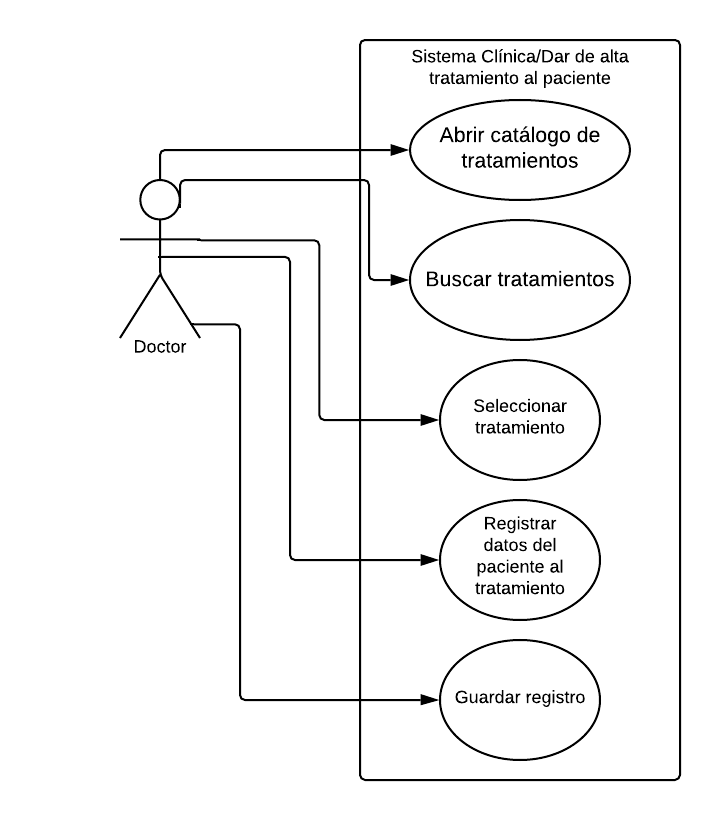 Sistema Clínica/Dar de alta
tratamiento al paciente
Abrir catálogo de
tratamientos
Buscar tratamientos
Doctor
Seleccionar
tratamiento
Registrar
datos del
paciente al
tratamiento
Guardar registro